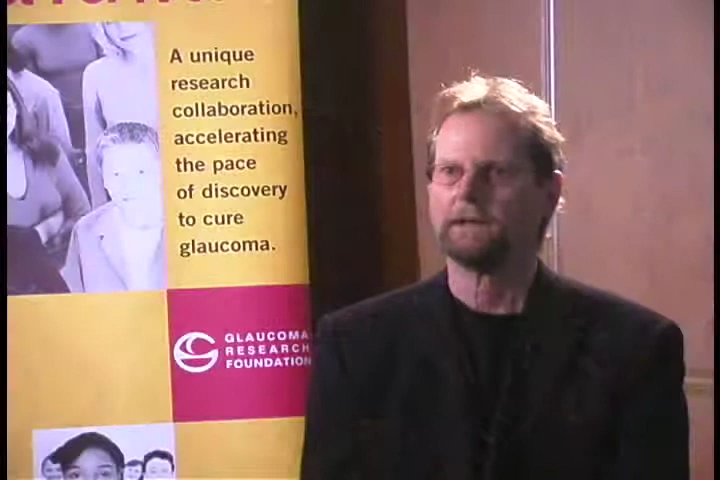 A unique
research
collaboration,
accelerating
the pace
of discovery
to cure
glaucoma.
GLAUCOMA
RESEARCH
FOUNDATION